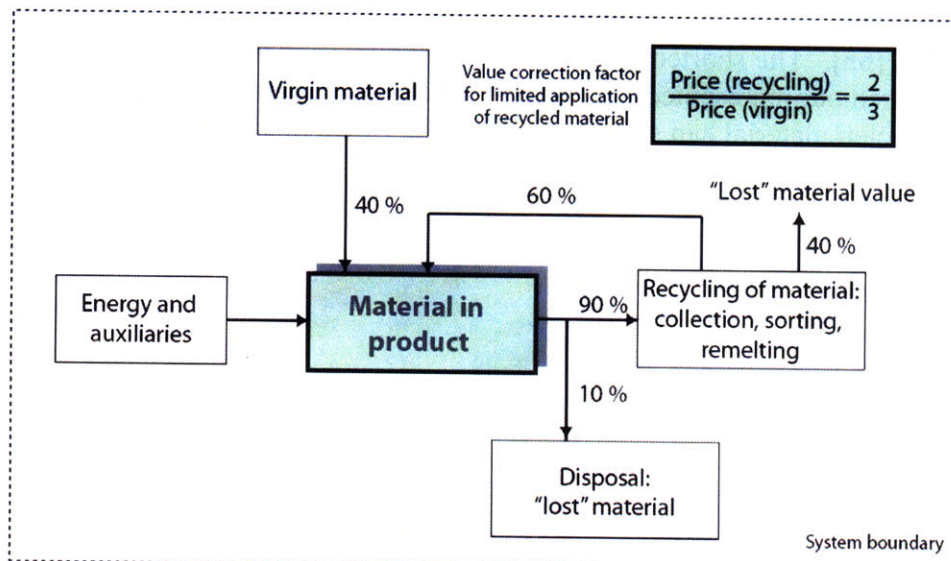 Virgin material
Value correction factor
for limited application
of recycled material
Price (recycling)
Price (virgin)
= 2
3
40 %
60 %
"Lost" material value
40 %
Energy and
auxiliaries
Material in
product
90 %
Recycling of material:
collection, sorting,
remelting
10 %
Disposal:
"lost" material
System boundary